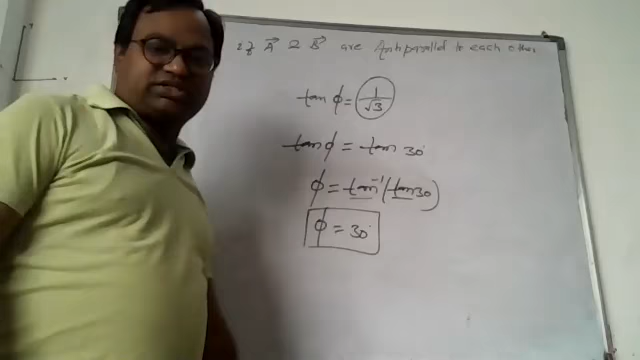 if A⃗ & B⃗ are Antiparallel to each other
tan ϕ = 1/√3
tan ϕ = tan 30°
ϕ = tan⁻¹(tan 30)
ϕ = 30°